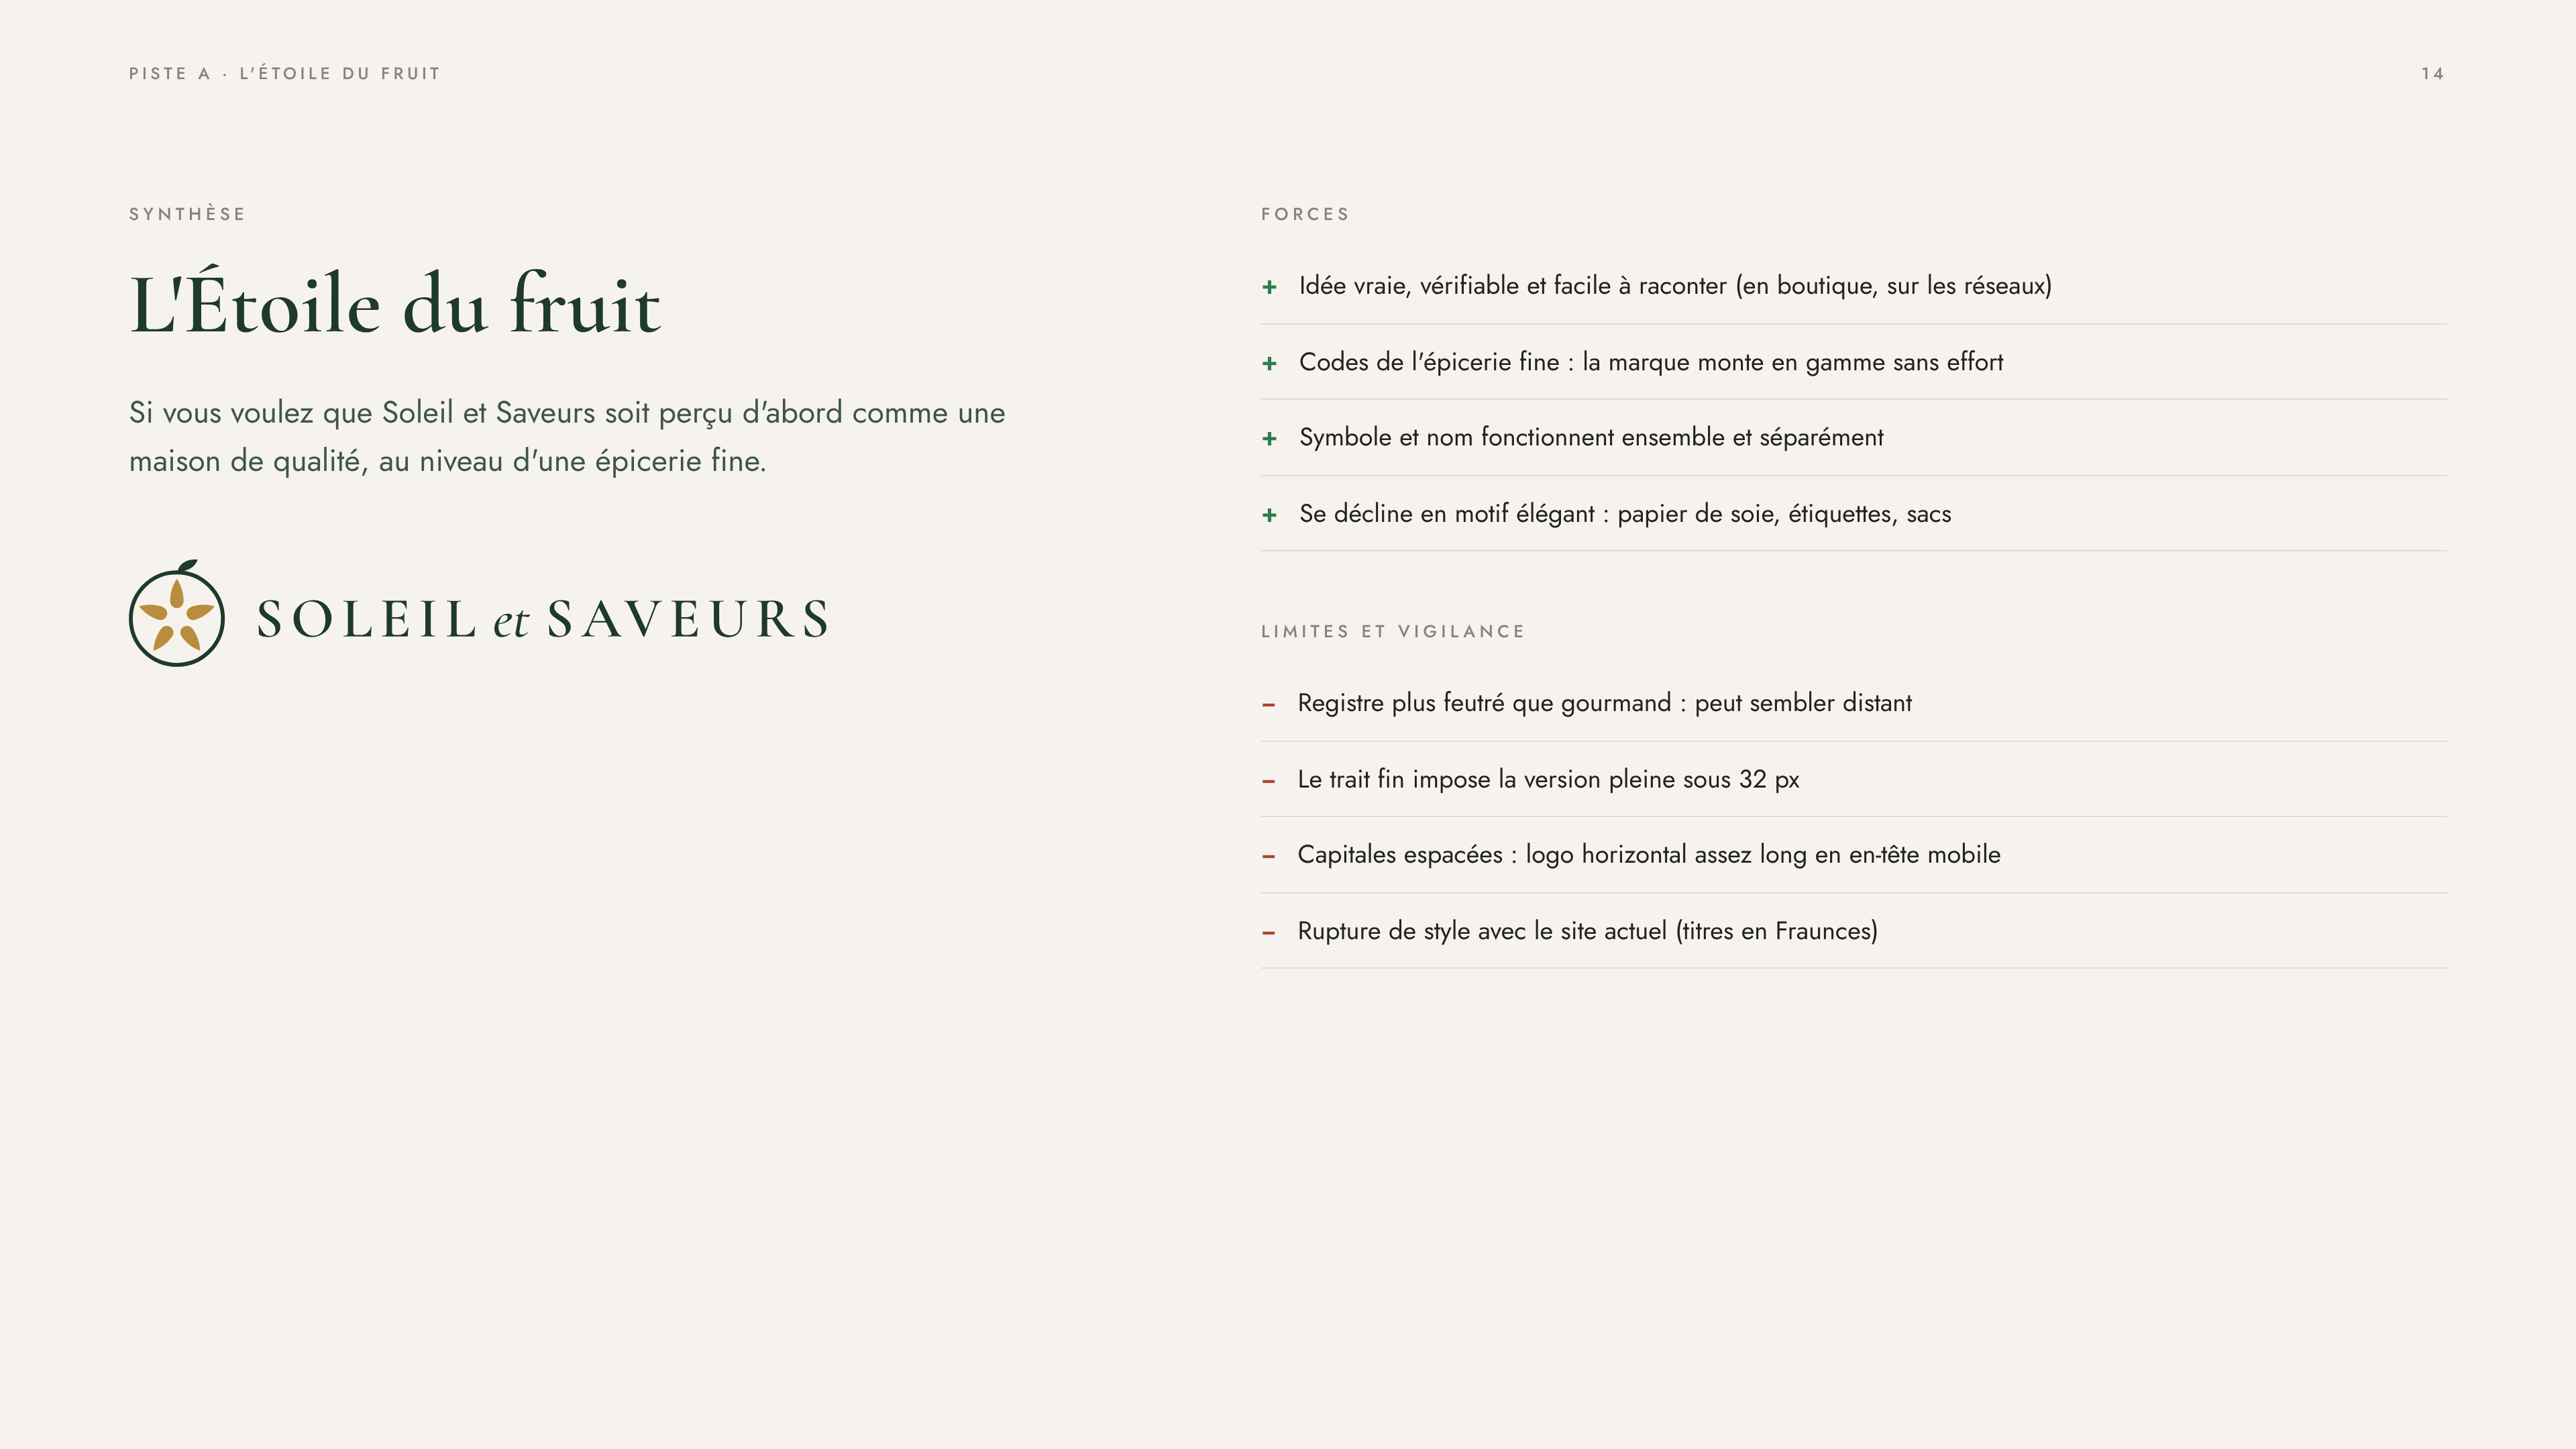 PISTE A · L'ÉTOILE DU FRUIT
14
SYNTHÈSE
L'Étoile du fruit
Si vous voulez que Soleil et Saveurs soit perçu d'abord comme une
maison de qualité, au niveau d'une épicerie fine.
SOLEIL et SAVEURS
FORCES
+ Idée vraie, vérifiable et facile à raconter (en boutique, sur les réseaux)
+ Codes de l'épicerie fine : la marque monte en gamme sans effort
+ Symbole et nom fonctionnent ensemble et séparément
+ Se décline en motif élégant : papier de soie, étiquettes, sacs
LIMITES ET VIGILANCE
– Registre plus feutré que gourmand : peut sembler distant
– Le trait fin impose la version pleine sous 32 px
– Capitales espacées : logo horizontal assez long en en-tête mobile
– Rupture de style avec le site actuel (titres en Fraunces)